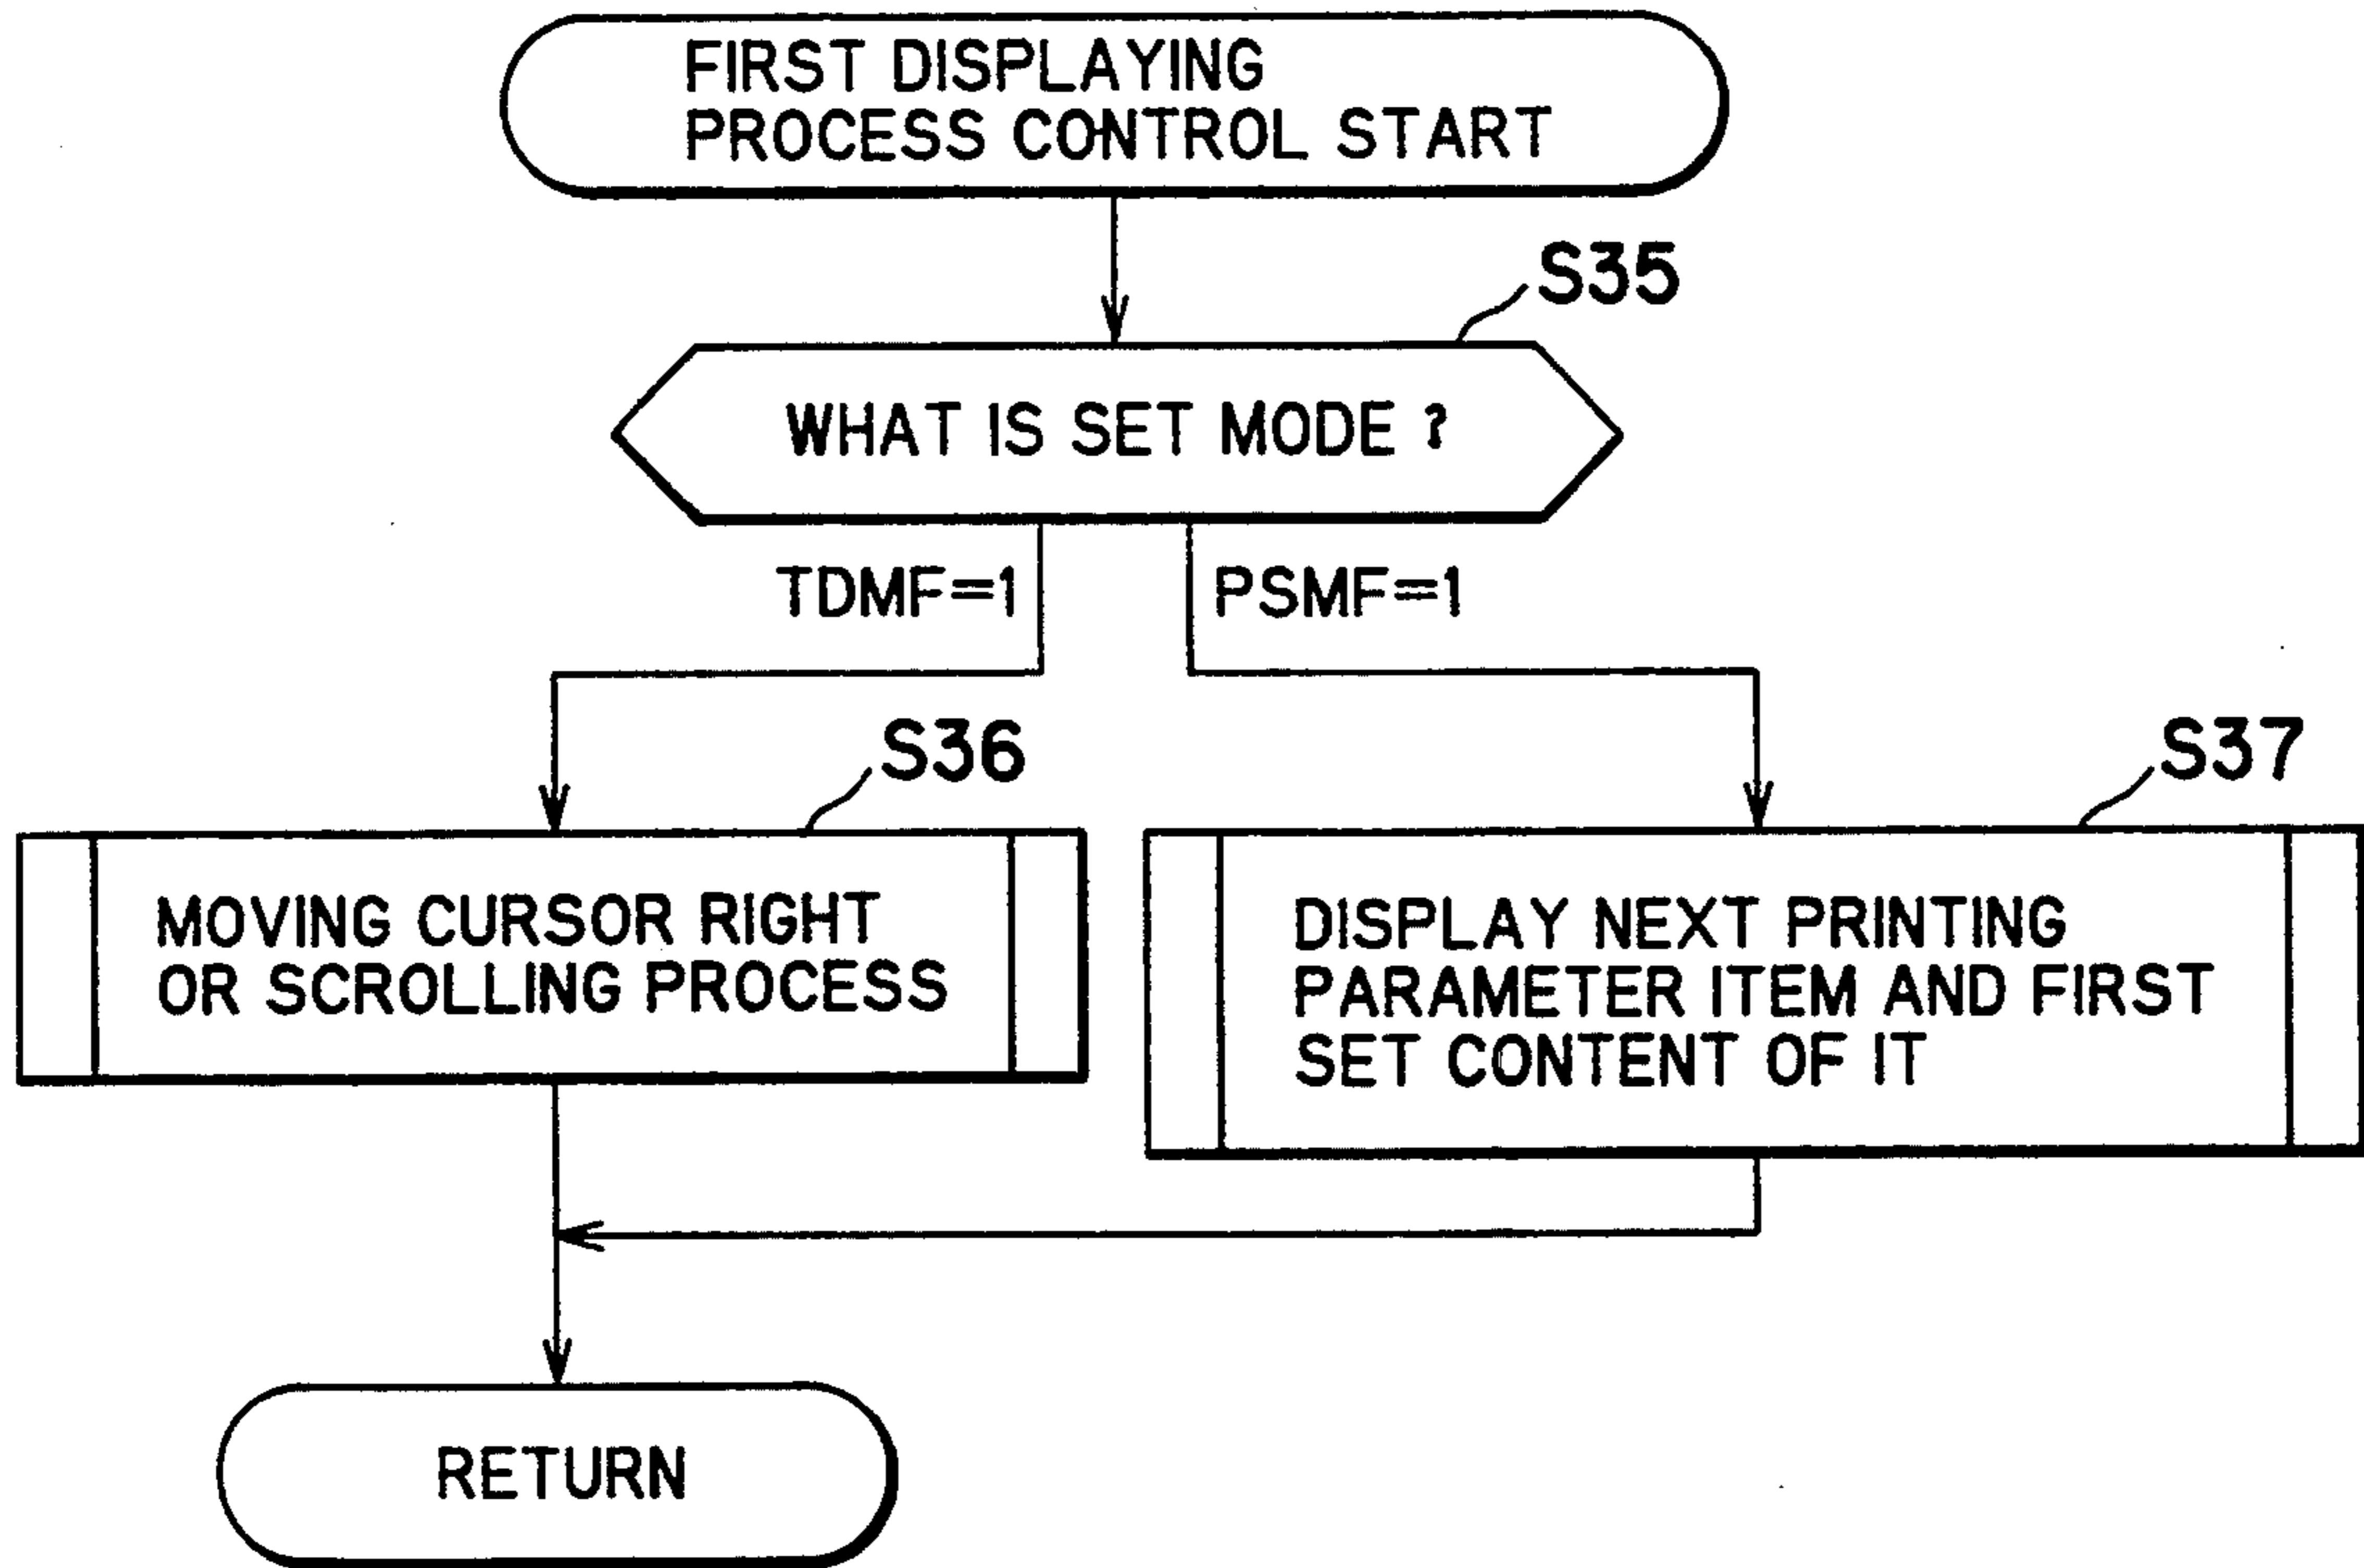 FIRST DISPLAYING
PROCESS CONTROL START
S35
WHAT IS SET MODE ?
TDMF=1
PSMF=1
S36
S37
MOVING CURSOR RIGHT
OR SCROLLING PROCESS
DISPLAY NEXT PRINTING
PARAMETER ITEM AND FIRST
SET CONTENT OF IT
RETURN